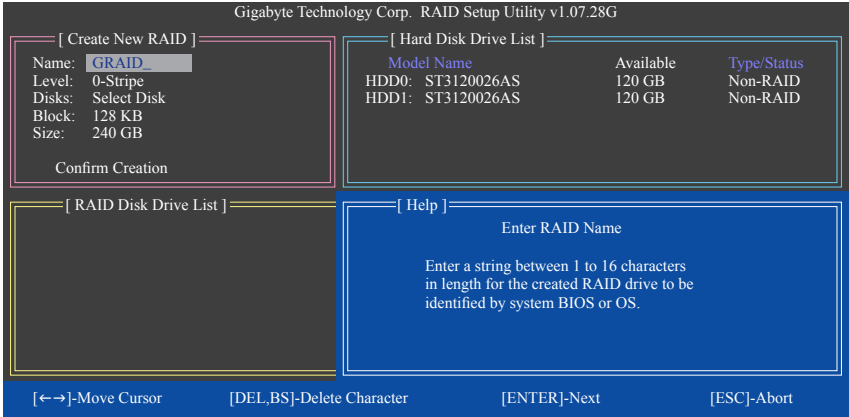 Gigabyte Technology Corp. RAID Setup Utility v1.07.28G
[ Create New RAID ]
Name: GRAID_
Level: 0-Stripe
Disks: Select Disk
Block: 128 KB
Size: 240 GB
Confirm Creation
[ Hard Disk Drive List ]
Model Name Available Type/Status
HDD0: ST3120026AS 120 GB Non-RAID
HDD1: ST3120026AS 120 GB Non-RAID
[ RAID Disk Drive List ]
[ Help ]
Enter RAID Name
Enter a string between 1 to 16 characters
in length for the created RAID drive to be
identified by system BIOS or OS.
[←→]-Move Cursor [DEL,BS]-Delete Character [ENTER]-Next [ESC]-Abort